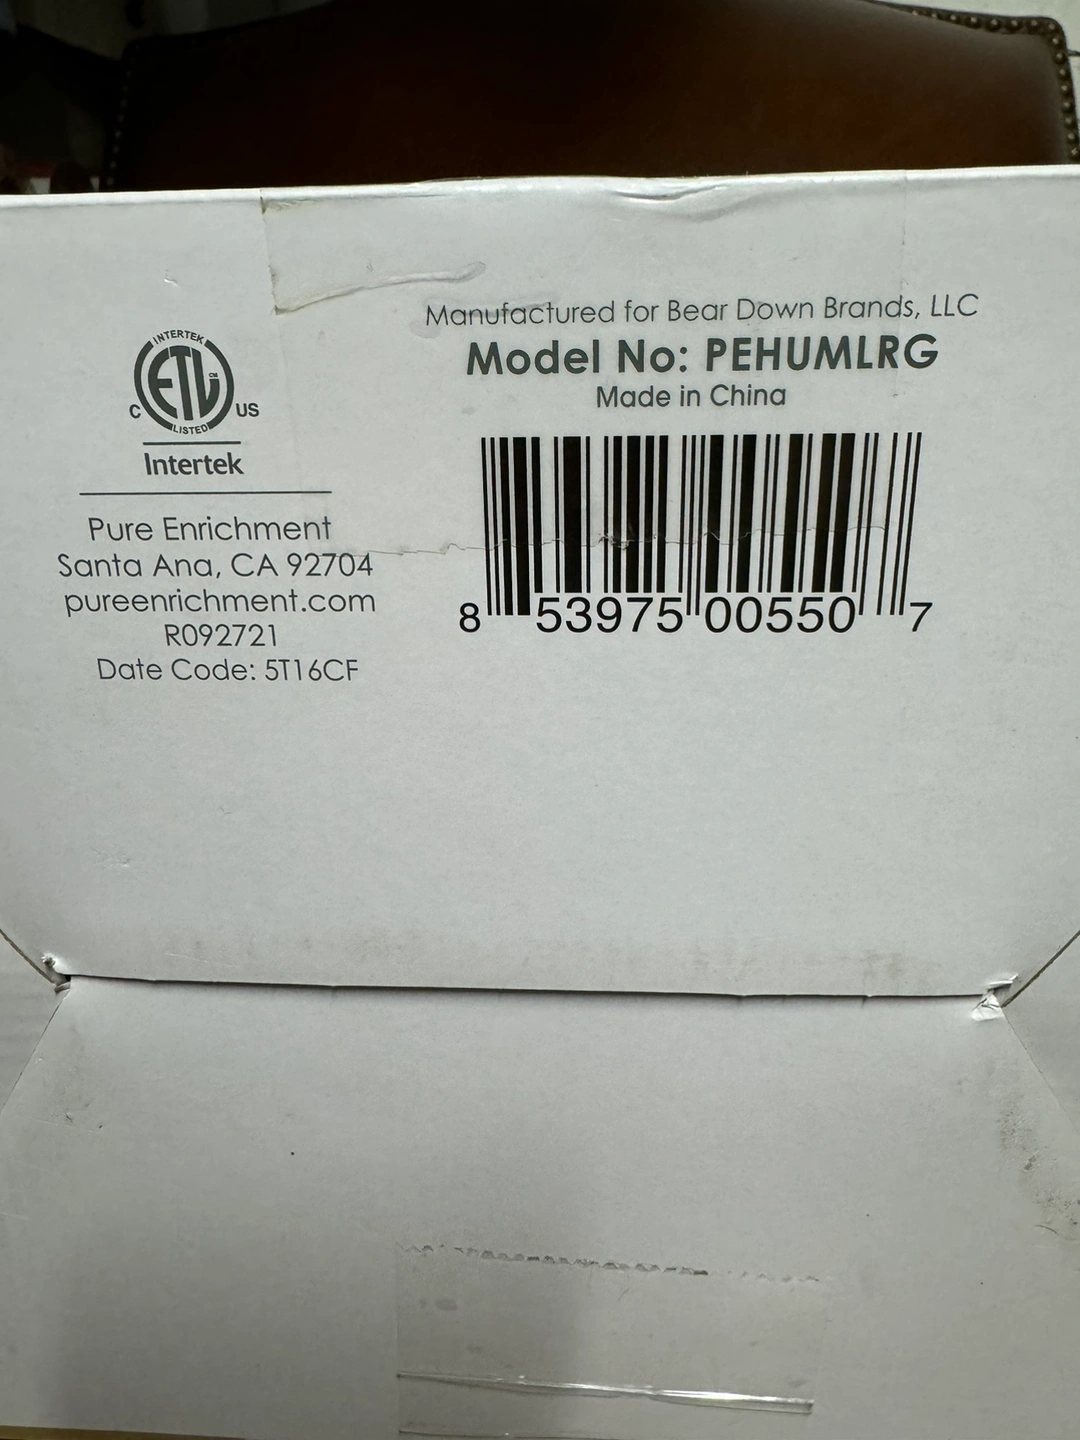 INTERTEK
ETL CM
C US
LISTED
Intertek
Pure Enrichment
Santa Ana, CA 92704
pureenrichment.com
R092721
Date Code: 5T16CF
Manufactured for Bear Down Brands, LLC
Model No: PEHUMLRG
Made in China
8 53975 00550 7